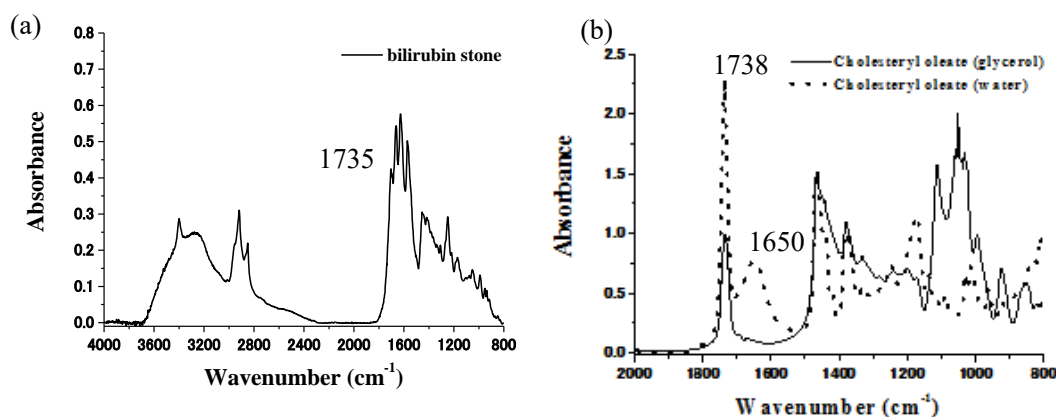 (a)
0.8
0.7
0.6
0.5
0.4
0.3
0.2
0.1
0.0
Absorbance
bilirubin stone
1735
4000 3600 3200 2800 2400 2000 1600 1200 800
Wavenumber (cm-1)
(b)
2.5
2.0
1.5
1.0
0.5
0.0
Absorbance
1738
Cholesteryl oleate (glycerol)
Cholesteryl oleate (water)
1650
2000 1800 1600 1400 1200 1000 800
Wavenumber (cm-1)